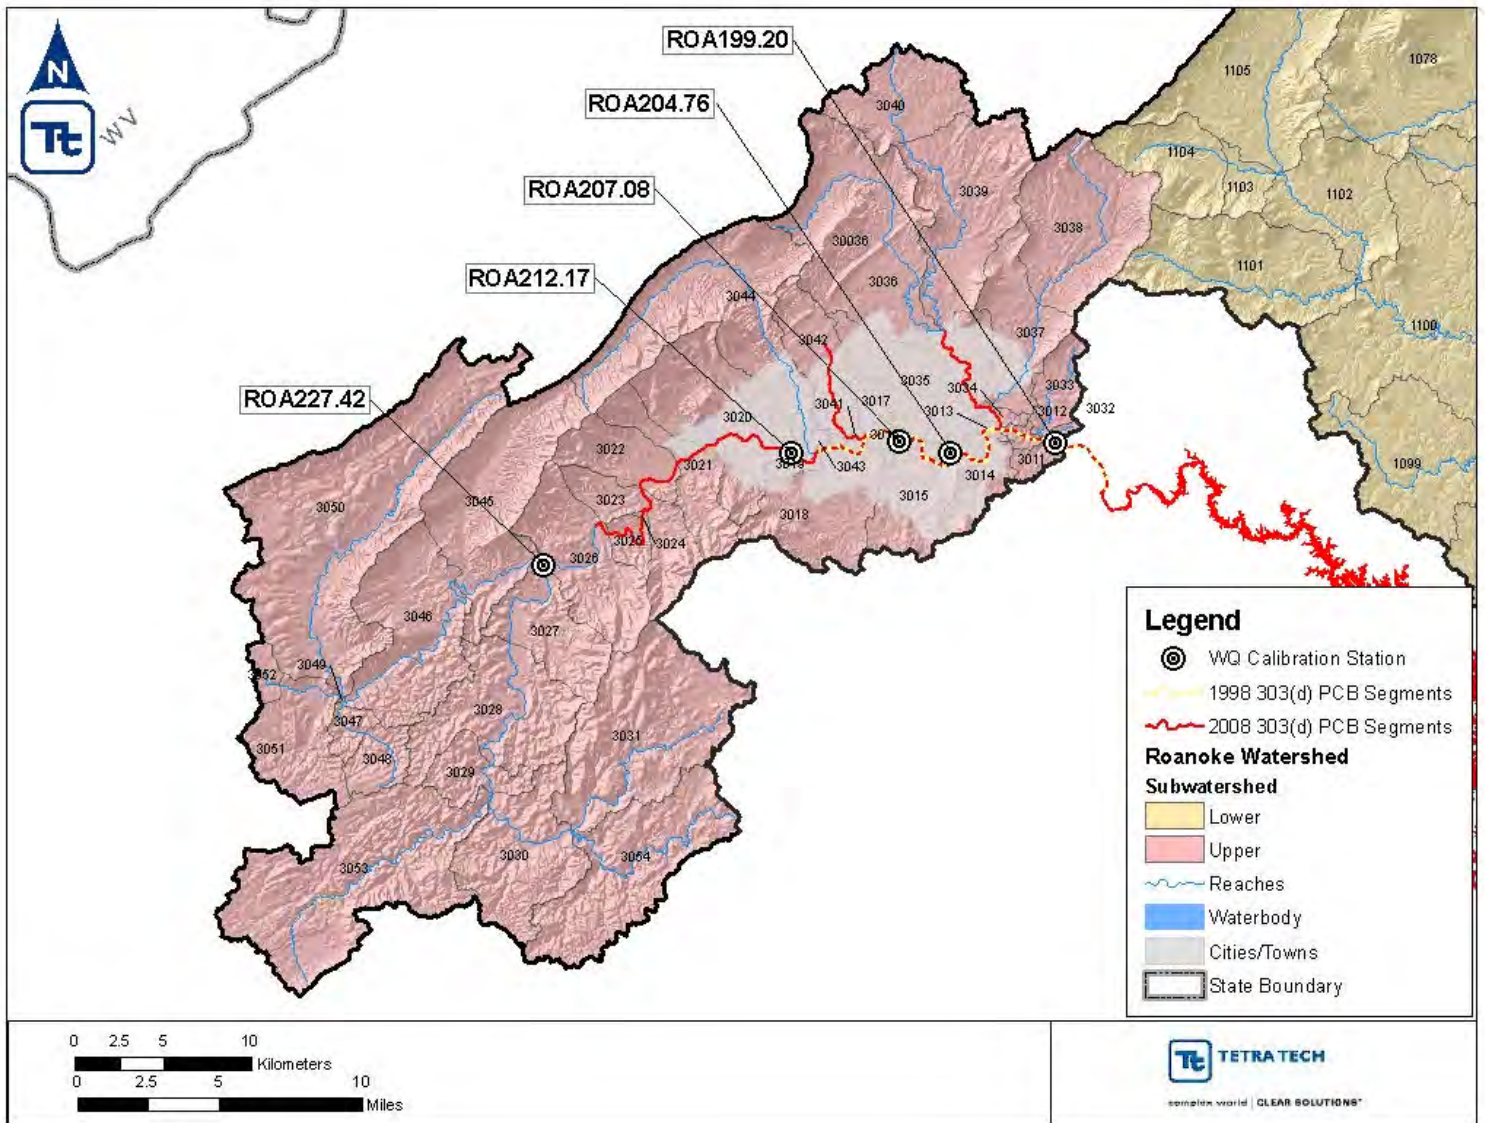 N
Tt
WV
ROA199.20
ROA204.76
ROA207.08
ROA212.17
ROA227.42
1105
1078
3040
1104
1103
1102
3039
3038
30036
1101
3036
3044
1100
3042
3037
3035
3034
3033
3041
3017
3013
3012
3032
3020
3022
3021
3043
3014
3011
1099
3045
3050
3023
3015
3018
3025
3024
3026
3046
3027
3049
3047
3028
3031
3051
3048
3029
3053
3030
3054
Legend
WQ Calibration Station
1998 303(d) PCB Segments
2008 303(d) PCB Segments
Roanoke Watershed
Subwatershed
Lower
Upper
Reaches
Waterbody
Cities/Towns
State Boundary
0 2.5 5 10
Kilometers
0 2.5 5 10
Miles
Tt TETRA TECH
complex world | CLEAR SOLUTIONS™